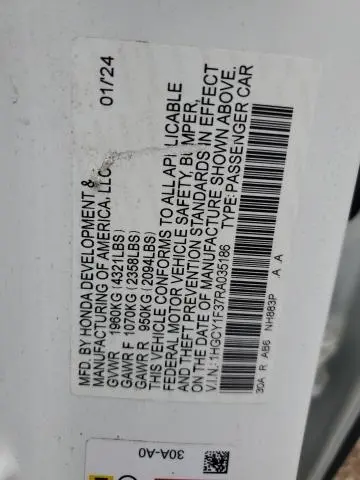 MFD. BY HONDA DEVELOPMENT & 01/'24
MANUFACTURING OF AMERICA, LLC
GVWR 1960KG (4321LBS)
GAWR F 1070KG (2358LBS)
GAWR R 950KG (2094LBS)
THIS VEHICLE CONFORMS TO ALL APPLICABLE
FEDERAL MOTOR VEHICLE SAFETY, BUMPER,
AND THEFT PREVENTION STANDARDS IN EFFECT
ON THE DATE OF MANUFACTURE SHOWN ABOVE.
V.I.N.:1HGCY1F37RA035186 TYPE:PASSENGER CAR
30A R AB6 NH883P A A
30A-A0